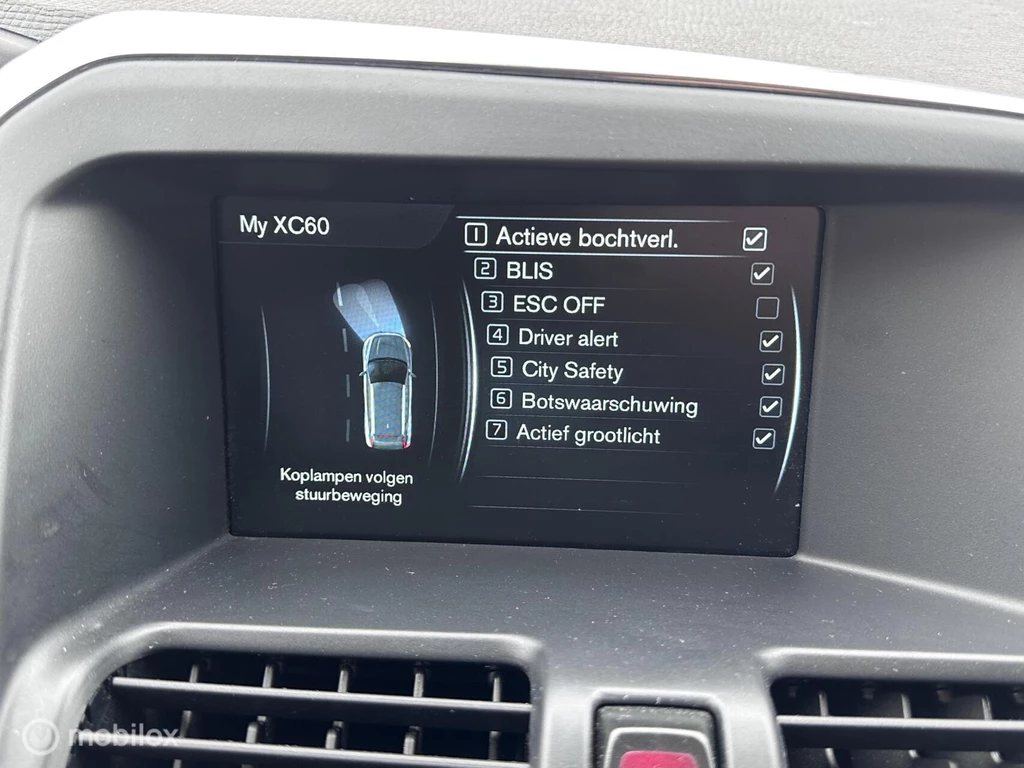 My XC60
1 Actieve bochtverl.
2 BLIS
3 ESC OFF
4 Driver alert
5 City Safety
6 Botswaarschuwing
7 Actief grootlicht
Koplampen volgen
stuurbeweging
mobilox